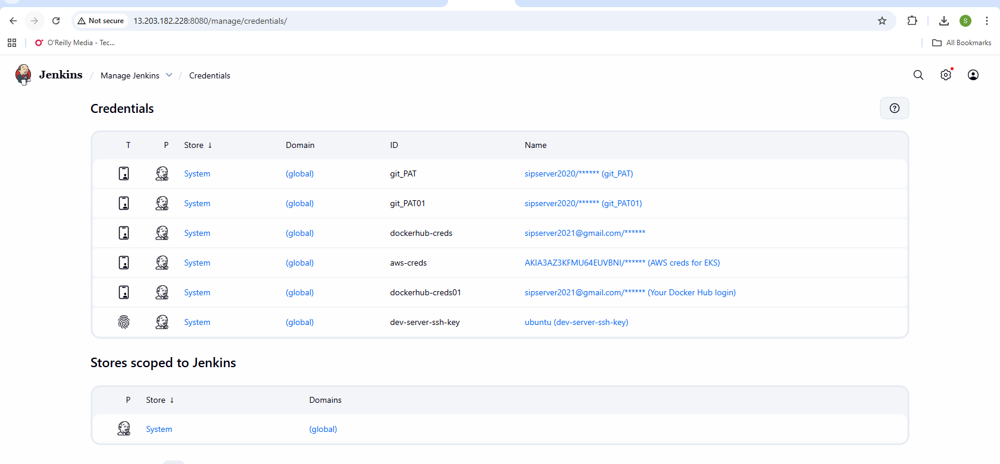 Not secure 13.203.182.228:8080/manage/credentials/ S
O'Reilly Media - Tec... All Bookmarks
Jenkins / Manage Jenkins / Credentials
Credentials
T P Store ↓ Domain ID Name
System (global) git_PAT sipserver2020/****** (git_PAT)
System (global) git_PAT01 sipserver2020/****** (git_PAT01)
System (global) dockerhub-creds sipserver2021@gmail.com/******
System (global) aws-creds AKIA3AZ3KFMU64EUVBNI/****** (AWS creds for EKS)
System (global) dockerhub-creds01 sipserver2021@gmail.com/****** (Your Docker Hub login)
System (global) dev-server-ssh-key ubuntu (dev-server-ssh-key)
Stores scoped to Jenkins
P Store ↓ Domains
System (global)